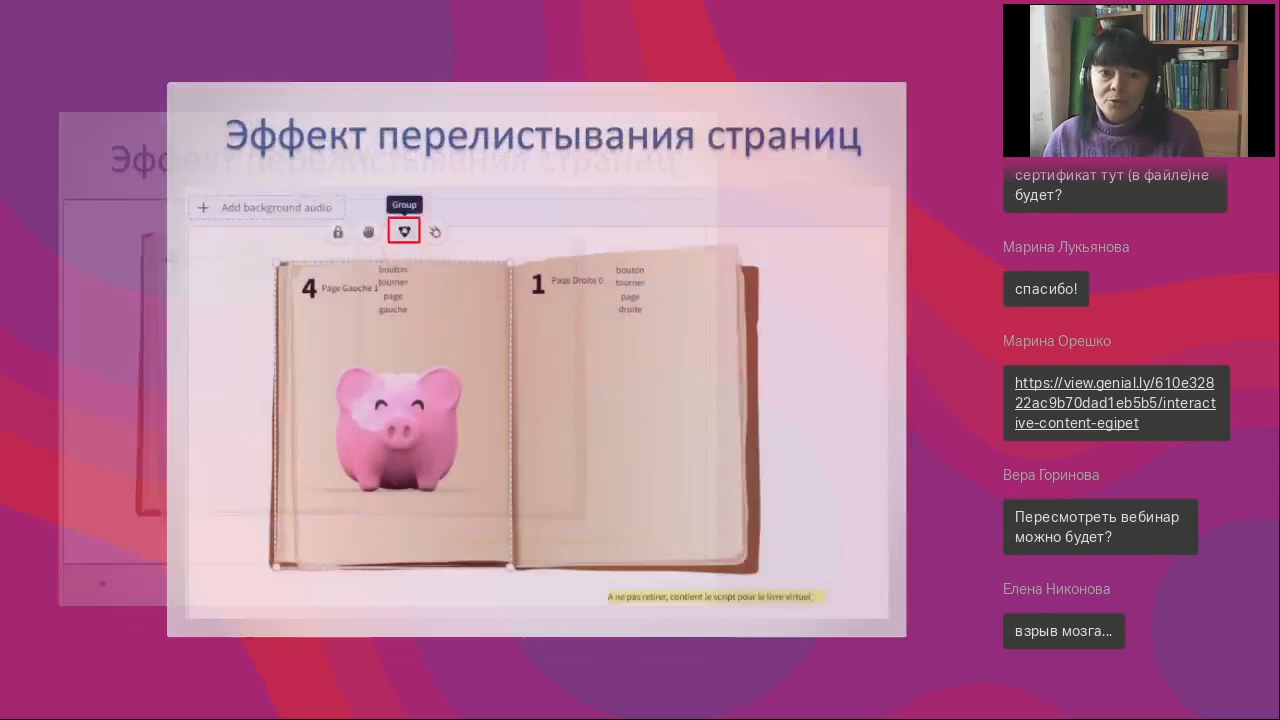 Эффект перелистывания страниц
Эффект перелистывания страниц
+ Add background audio
Group
4 Page Gauche 1
bouton
tourner
page
gauche
1 Page Droite 0
bouton
tourner
page
droite
A ne pas retirer, contient le script pour le livre virtuel.
сертификат тут (в файле)не
будет?
Марина Лукьянова
спасибо!
Марина Орешко
https://view.genial.ly/610e328
22ac9b70dad1eb5b5/interact
ive-content-egipet
Вера Горинова
Пересмотреть вебинар
можно будет?
Елена Никонова
взрыв мозга...